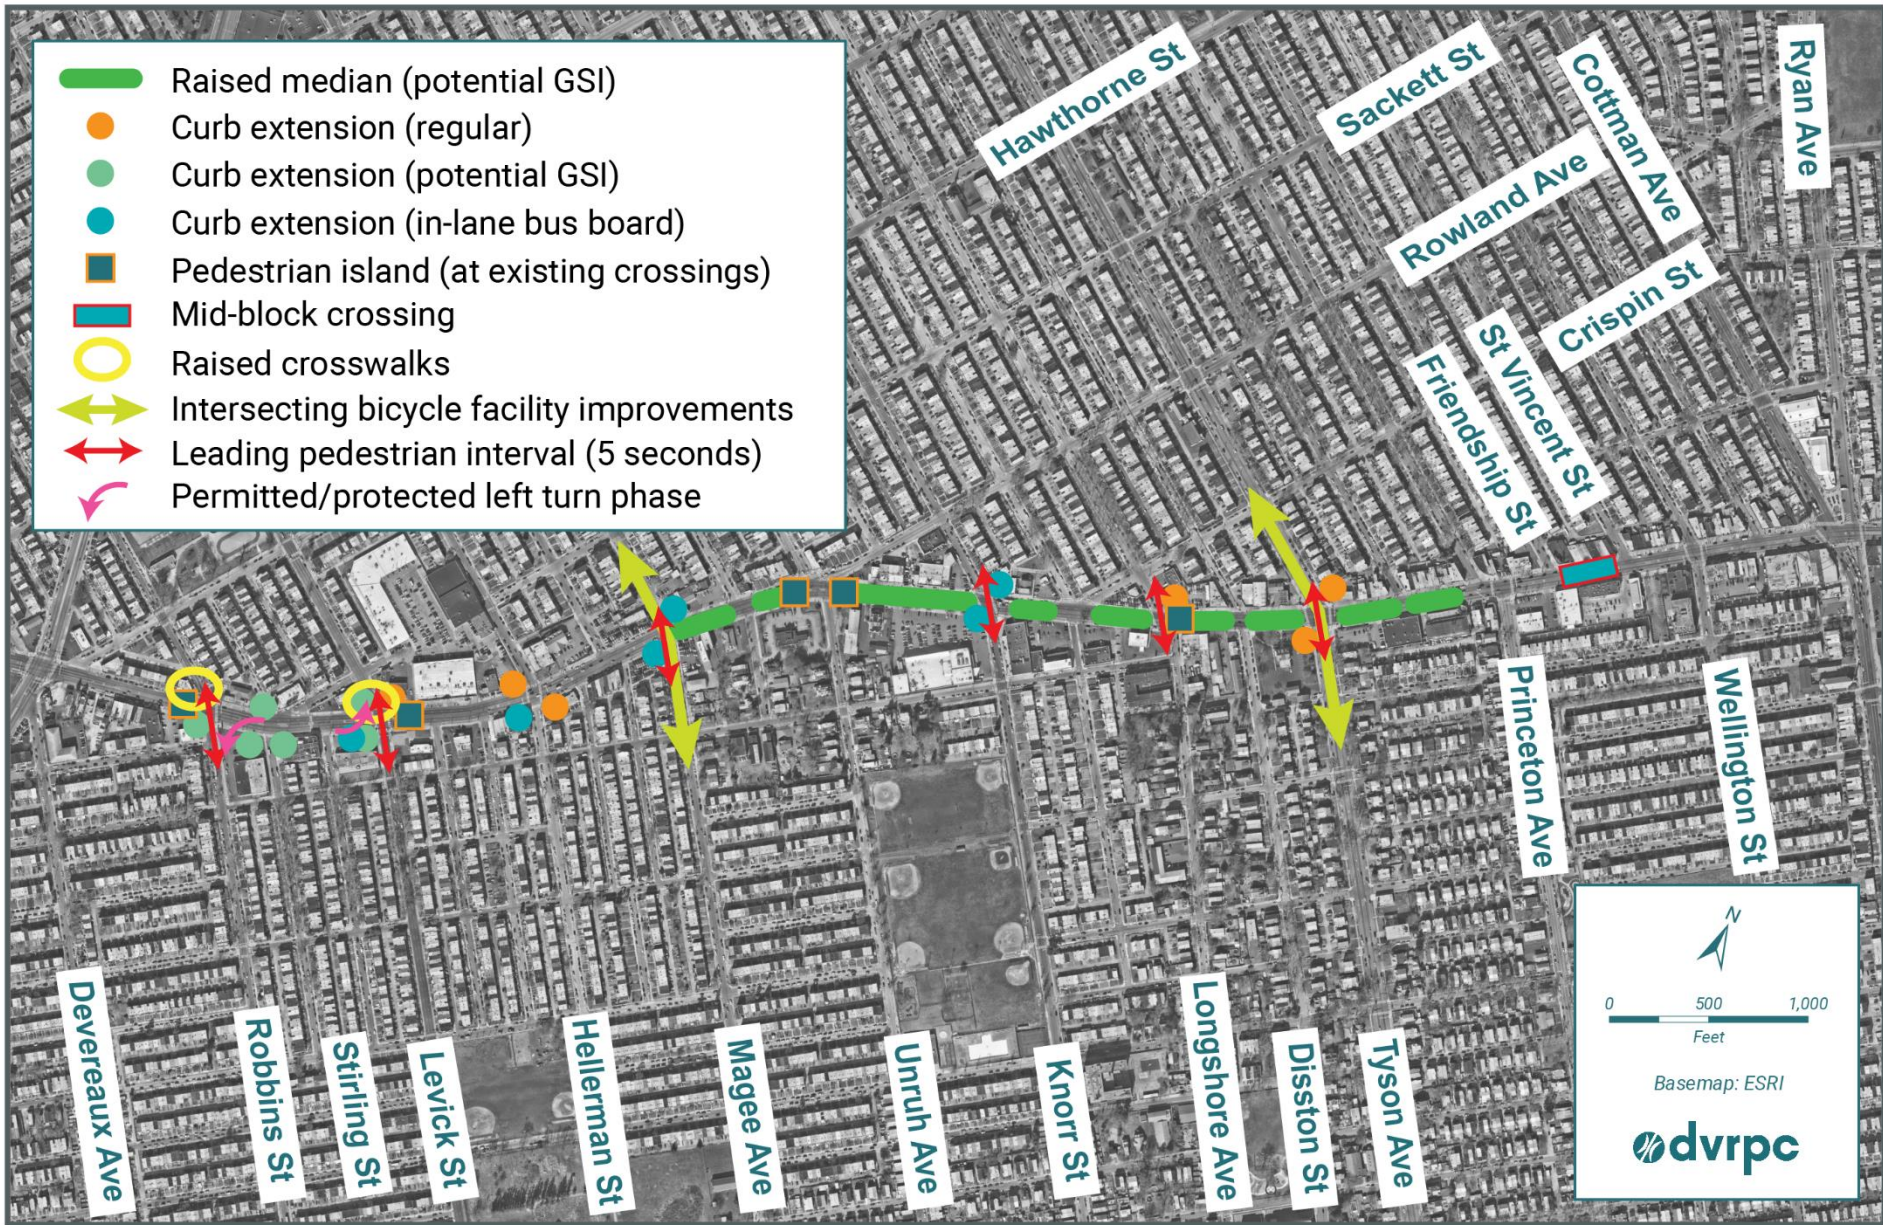 Raised median (potential GSI)
Curb extension (regular)
Curb extension (potential GSI)
Curb extension (in-lane bus board)
Pedestrian island (at existing crossings)
Mid-block crossing
Raised crosswalks
Intersecting bicycle facility improvements
Leading pedestrian interval (5 seconds)
Permitted/protected left turn phase
Hawthorne St
Sackett St
Cottman Ave
Ryan Ave
Rowland Ave
Crispin St
St Vincent St
Friendship St
Princeton Ave
Wellington St
Devereaux Ave
Robbins St
Stirling St
Levick St
Hellerman St
Magee Ave
Unruh Ave
Knorr St
Longshore Ave
Disston St
Tyson Ave
N
0 500 1,000
Feet
Basemap: ESRI
dvrpc